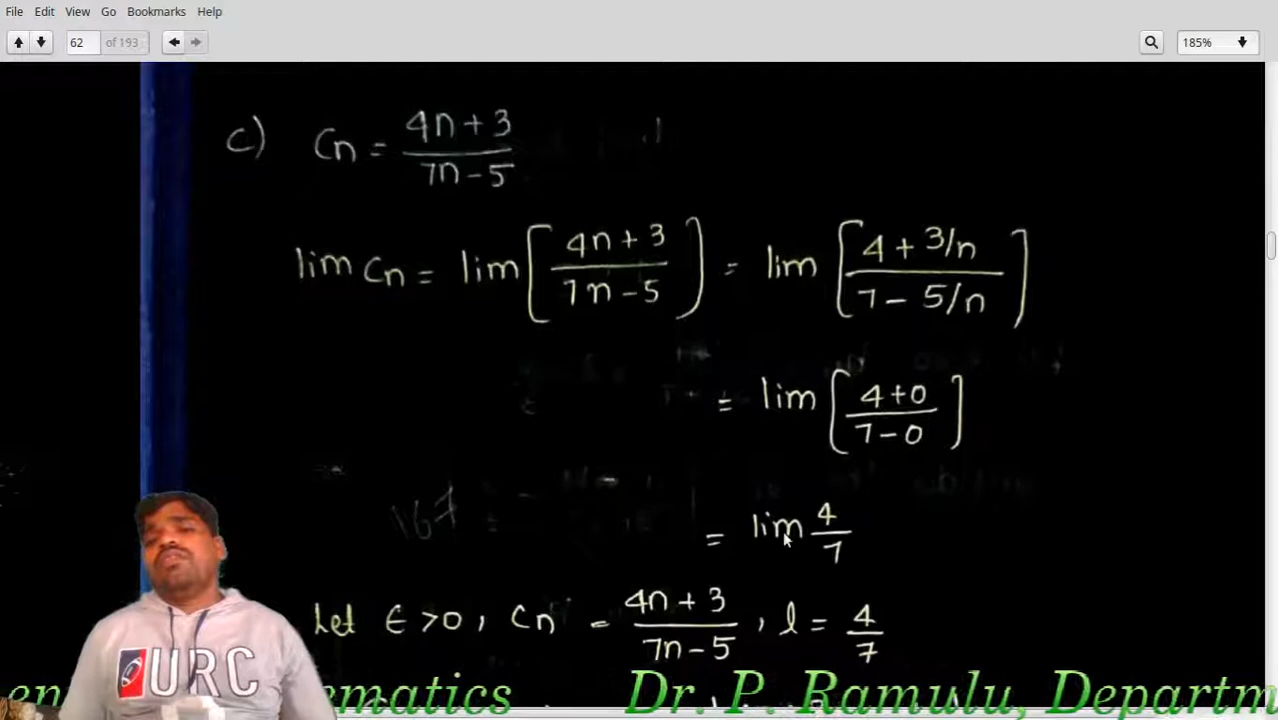 File Edit View Go Bookmarks Help
62 of 193 185%
c) Cn = 4n + 3 / 7n - 5
lim Cn = lim [ 4n + 3 / 7n - 5 ] = lim [ 4 + 3/n / 7 - 5/n ]
= lim [ 4+0 / 7-0 ]
= lim 4/7
Let ϵ >0, Cn = 4n + 3 / 7n - 5 , l = 4/7
URC
ematics Dr. P. Ramulu, Departm